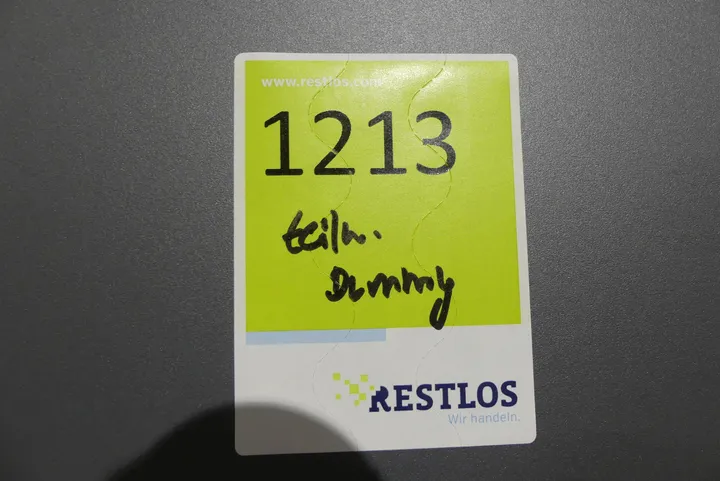 www.restlos.com
1213
teilw.
Dummy
RESTLOS
Wir handeln.